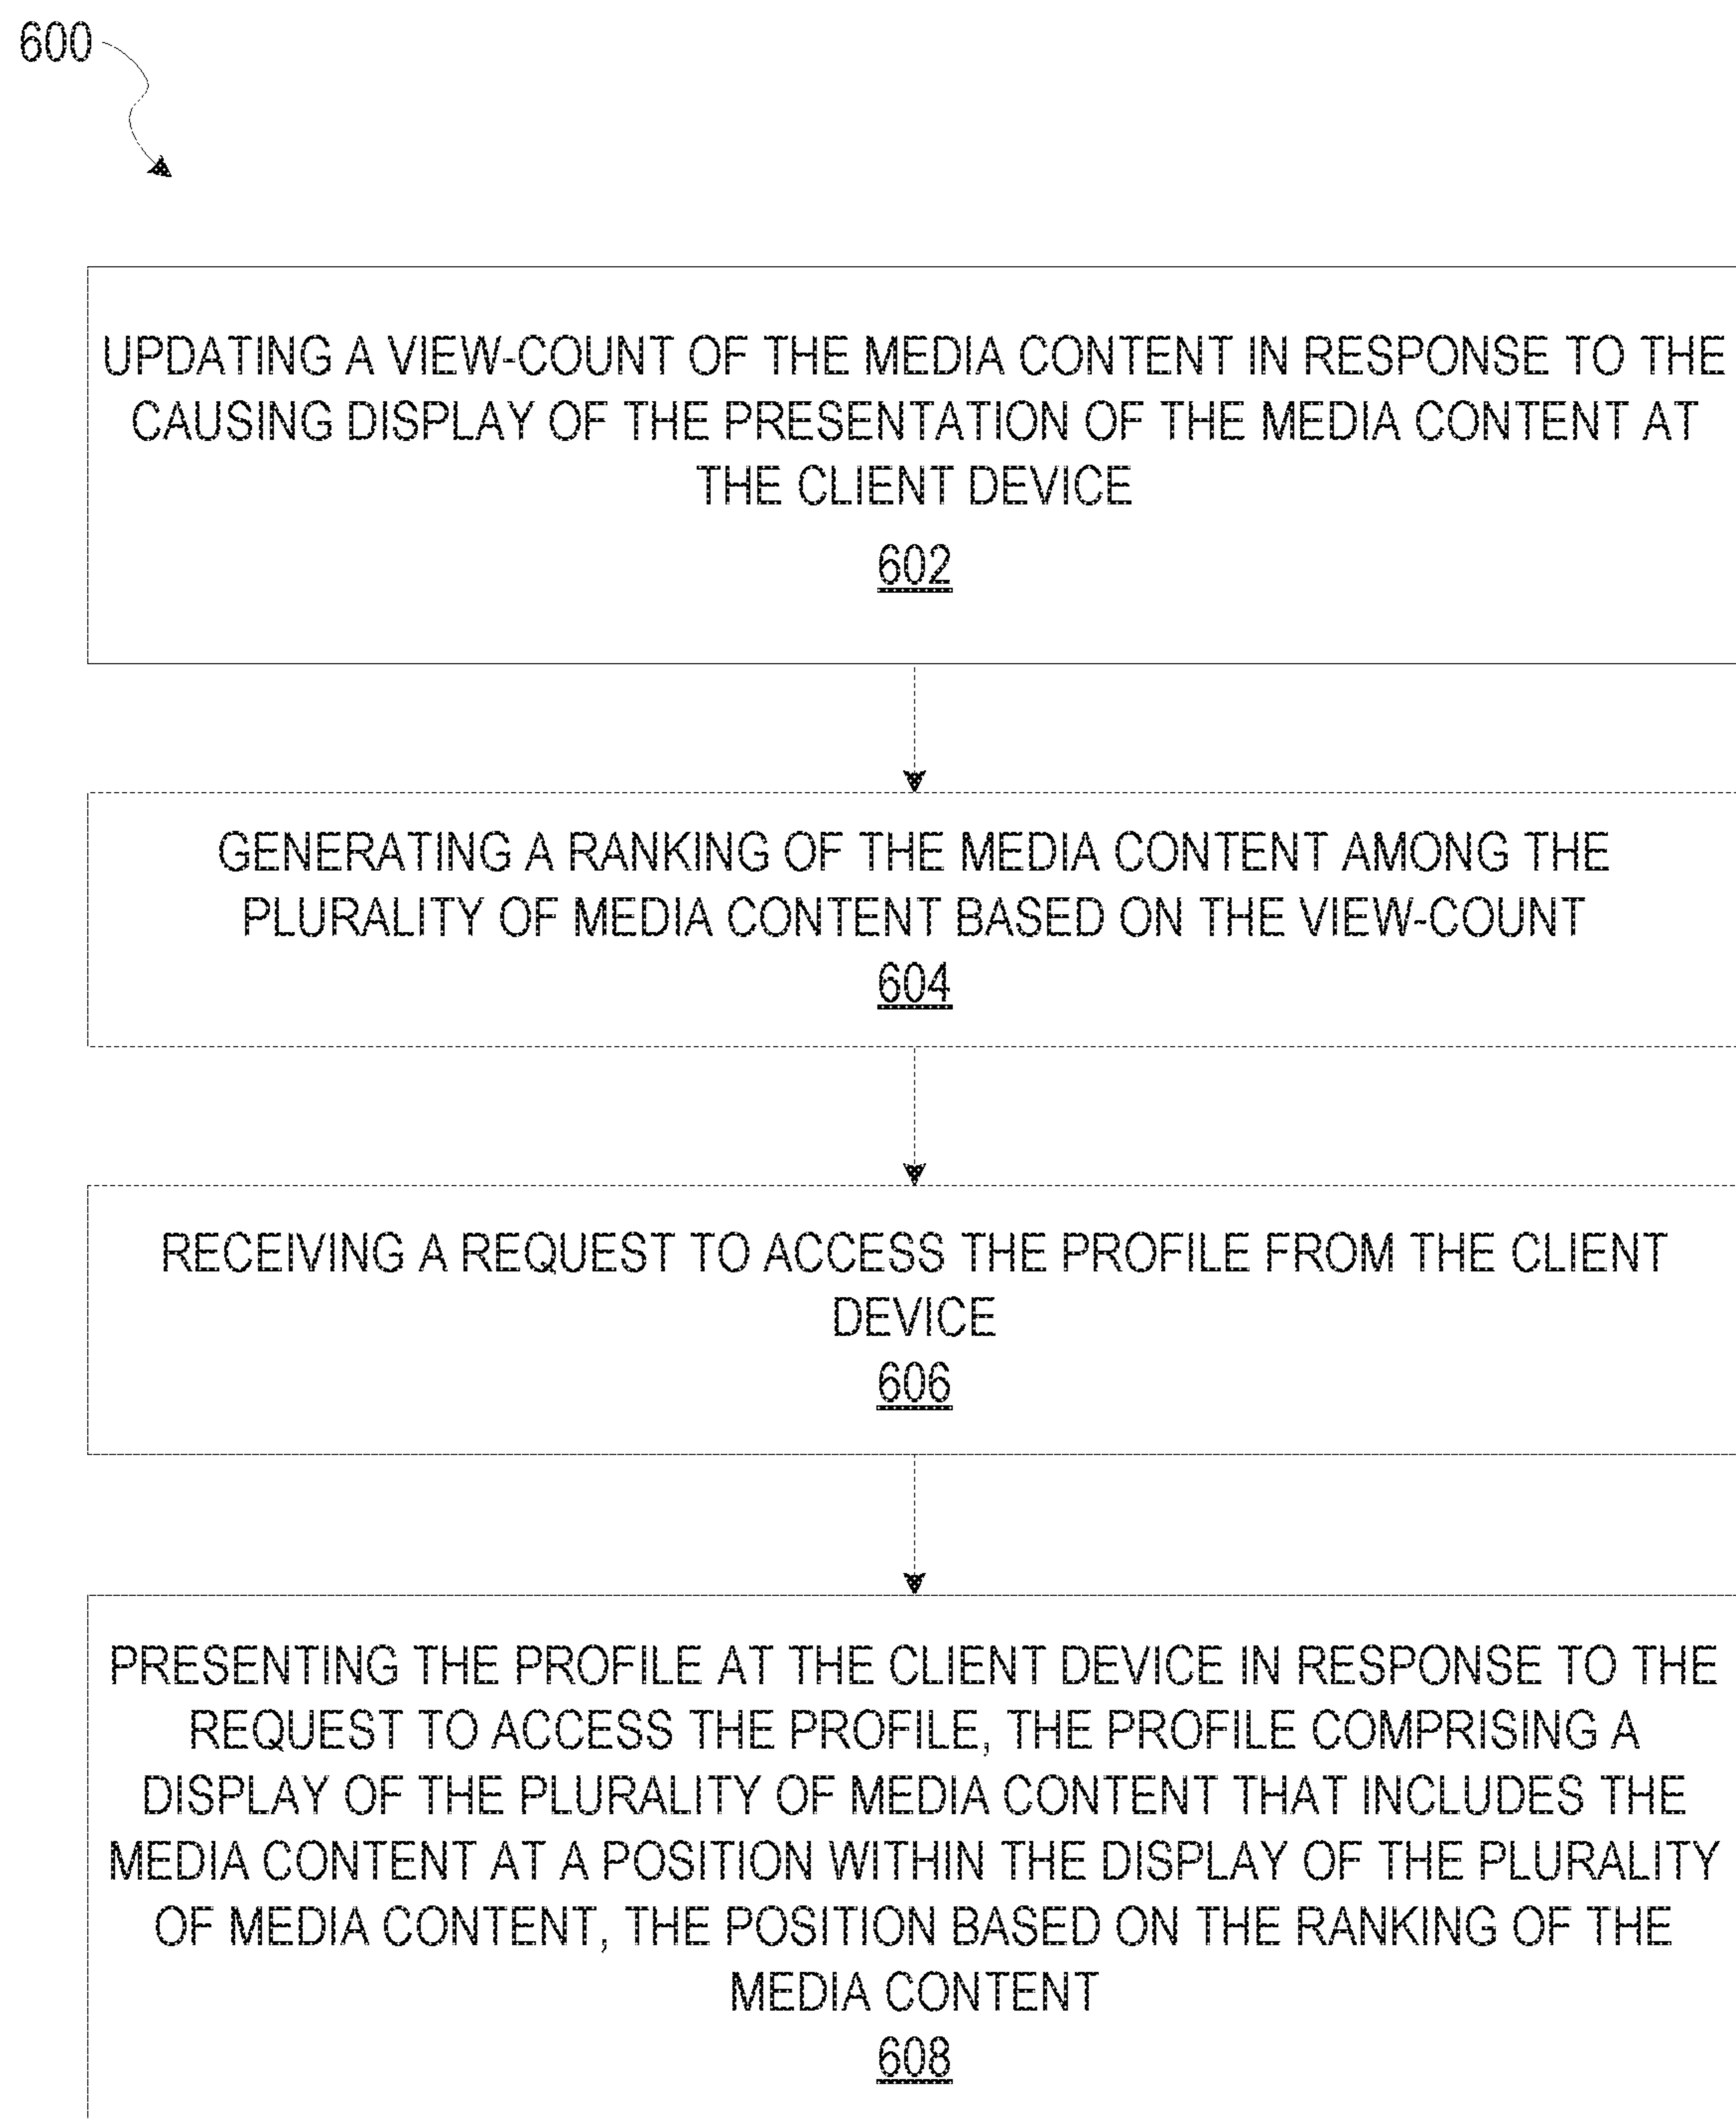 600
UPDATING A VIEW-COUNT OF THE MEDIA CONTENT IN RESPONSE TO THE
CAUSING DISPLAY OF THE PRESENTATION OF THE MEDIA CONTENT AT
THE CLIENT DEVICE
602
GENERATING A RANKING OF THE MEDIA CONTENT AMONG THE
PLURALITY OF MEDIA CONTENT BASED ON THE VIEW-COUNT
604
RECEIVING A REQUEST TO ACCESS THE PROFILE FROM THE CLIENT
DEVICE
606
PRESENTING THE PROFILE AT THE CLIENT DEVICE IN RESPONSE TO THE
REQUEST TO ACCESS THE PROFILE, THE PROFILE COMPRISING A
DISPLAY OF THE PLURALITY OF MEDIA CONTENT THAT INCLUDES THE
MEDIA CONTENT AT A POSITION WITHIN THE DISPLAY OF THE PLURALITY
OF MEDIA CONTENT, THE POSITION BASED ON THE RANKING OF THE
MEDIA CONTENT
608